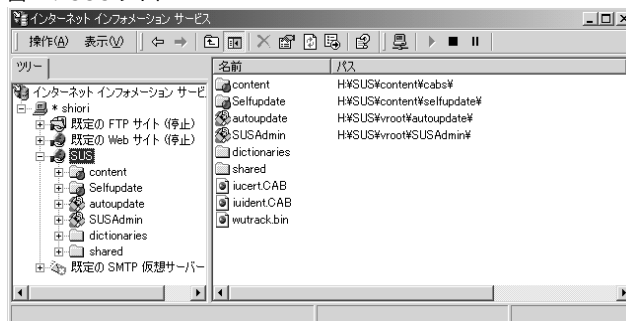 インターネット インフォメーション サービス
操作(A) 表示(V)
ツリー
インターネット インフォメーション サービ
* shiori
既定の FTP サイト (停止)
既定の Web サイト (停止)
SUS
content
Selfupdate
autoupdate
SUSAdmin
dictionaries
shared
既定の SMTP 仮想サーバー
名前 パス
content H:¥SUS¥content¥cabs¥
Selfupdate H:¥SUS¥content¥selfupdate¥
autoupdate H:¥SUS¥vroot¥autoupdate¥
SUSAdmin H:¥SUS¥vroot¥SUSAdmin¥
dictionaries
shared
iucert.CAB
iuident.CAB
wutrack.bin